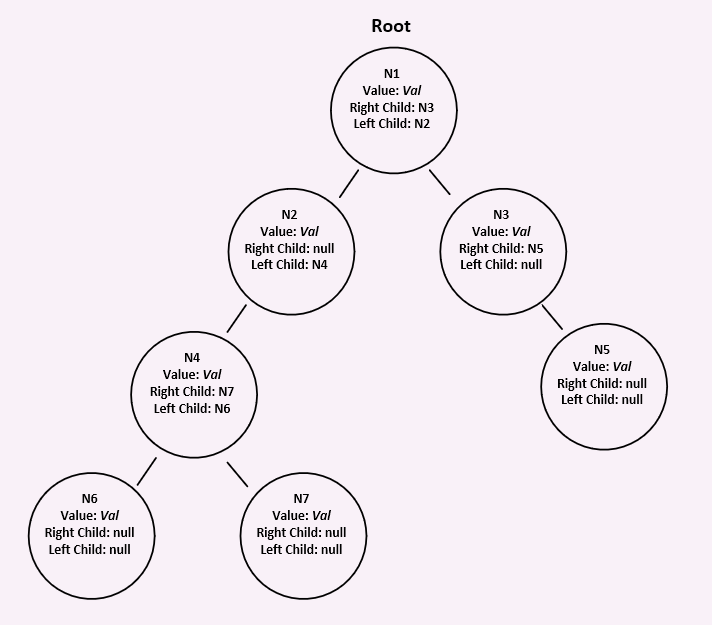 Root
N1
Value: Val
Right Child: N3
Left Child: N2
N2
Value: Val
Right Child: null
Left Child: N4
N3
Value: Val
Right Child: N5
Left Child: null
N4
Value: Val
Right Child: N7
Left Child: N6
N5
Value: Val
Right Child: null
Left Child: null
N6
Value: Val
Right Child: null
Left Child: null
N7
Value: Val
Right Child: null
Left Child: null